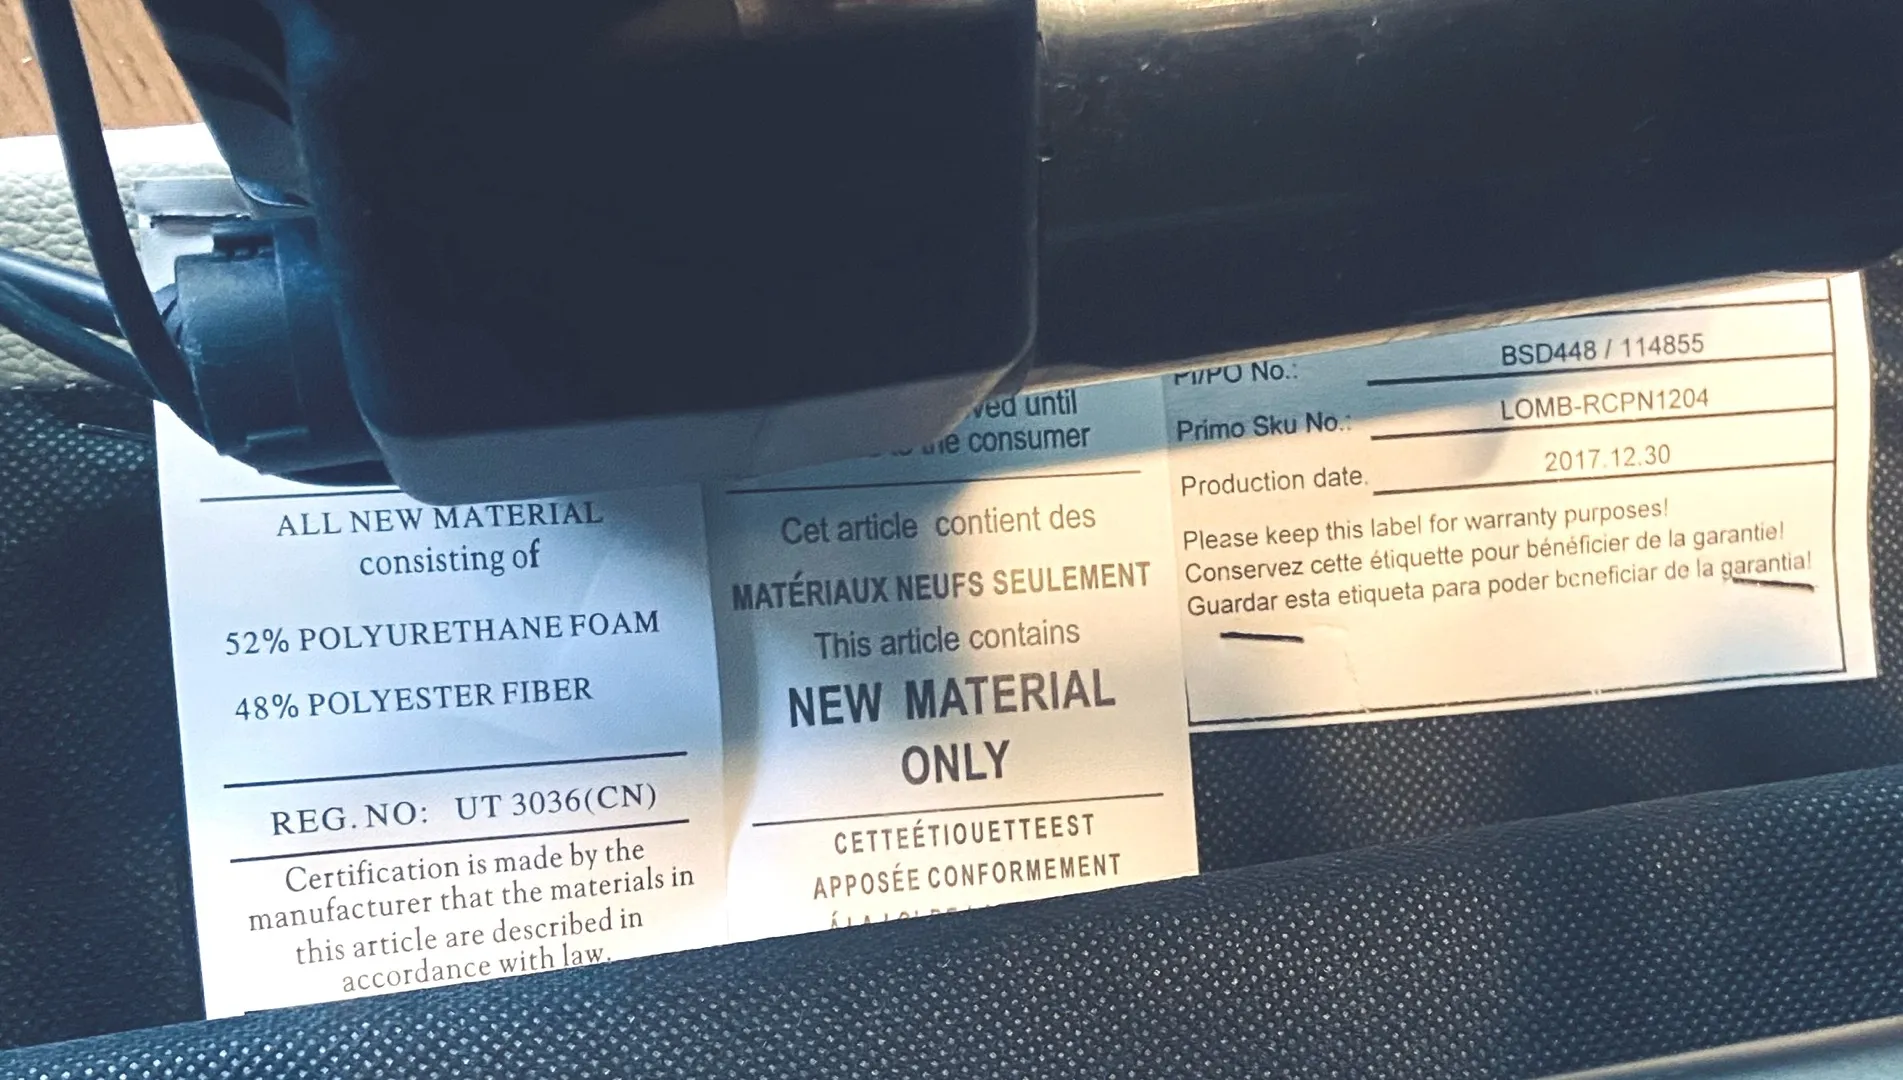 ALL NEW MATERIAL
consisting of
52% POLYURETHANE FOAM
48% POLYESTER FIBER
REG. NO: UT 3036(CN)
Certification is made by the
manufacturer that the materials in
this article are described in
accordance with law.
until
the consumer
Cet article contient des
MATÉRIAUX NEUFS SEULEMENT
This article contains
NEW MATERIAL
ONLY
CETTEÉTIOUETTEEST
APPOSÉE CONFORMEMENT
PI/PO No.: BSD448 / 114855
Primo Sku No.: LOMB-RCPN1204
Production date. 2017.12.30
Please keep this label for warranty purposes!
Conservez cette étiquette pour bénéficier de la garantie!
Guardar esta etiqueta para poder beneficiar de la garantia!